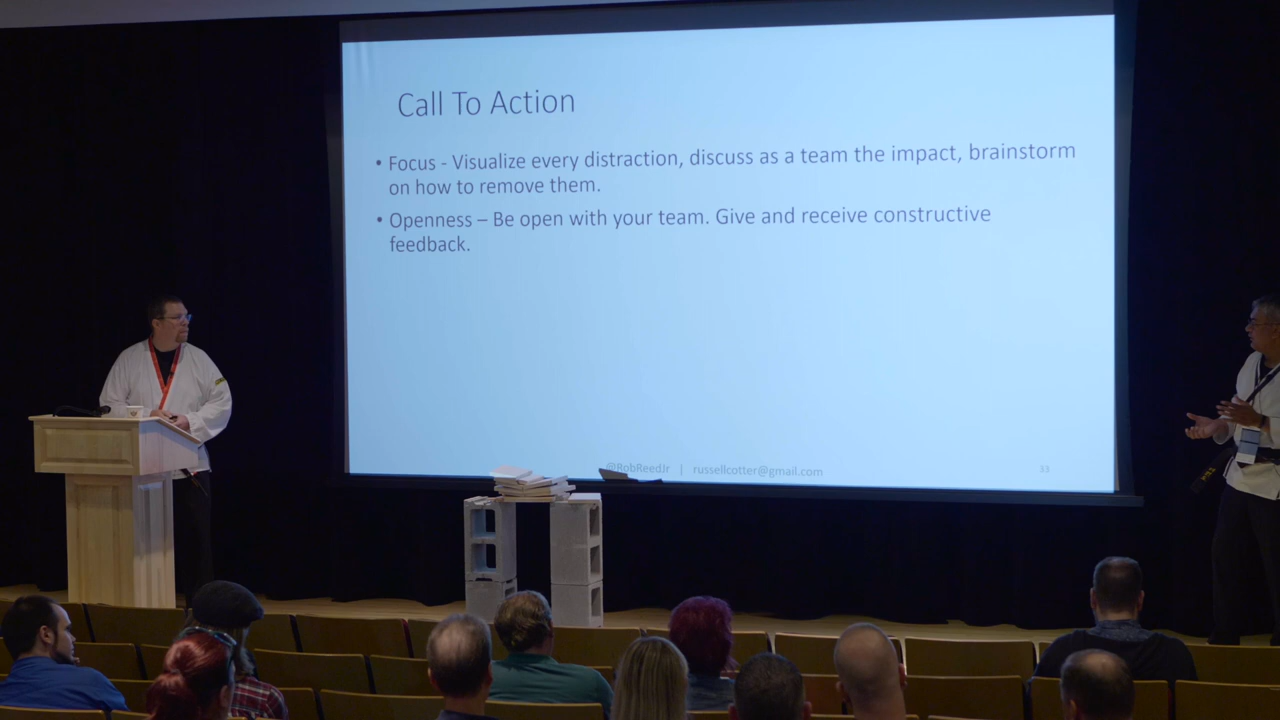 Call To Action
• Focus - Visualize every distraction, discuss as a team the impact, brainstorm
on how to remove them.
• Openness – Be open with your team. Give and receive constructive
feedback.
@RobReedJr | russellcotter@gmail.com
33